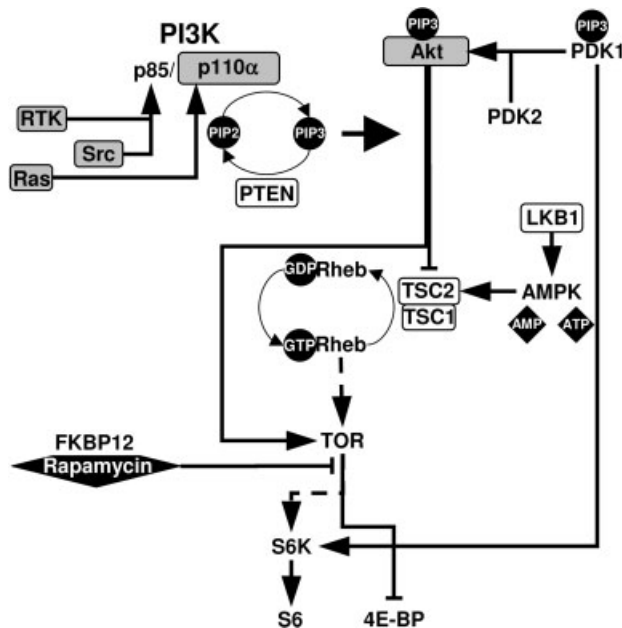 PI3K
p85/ p110α
RTK
Src
Ras
PIP2
PIP3
PTEN
PIP3
Akt
PIP3
PDK1
PDK2
LKB1
AMPK
AMP
ATP
TSC2
TSC1
GDP Rheb
GTP Rheb
TOR
FKBP12
Rapamycin
S6K
S6
4E-BP